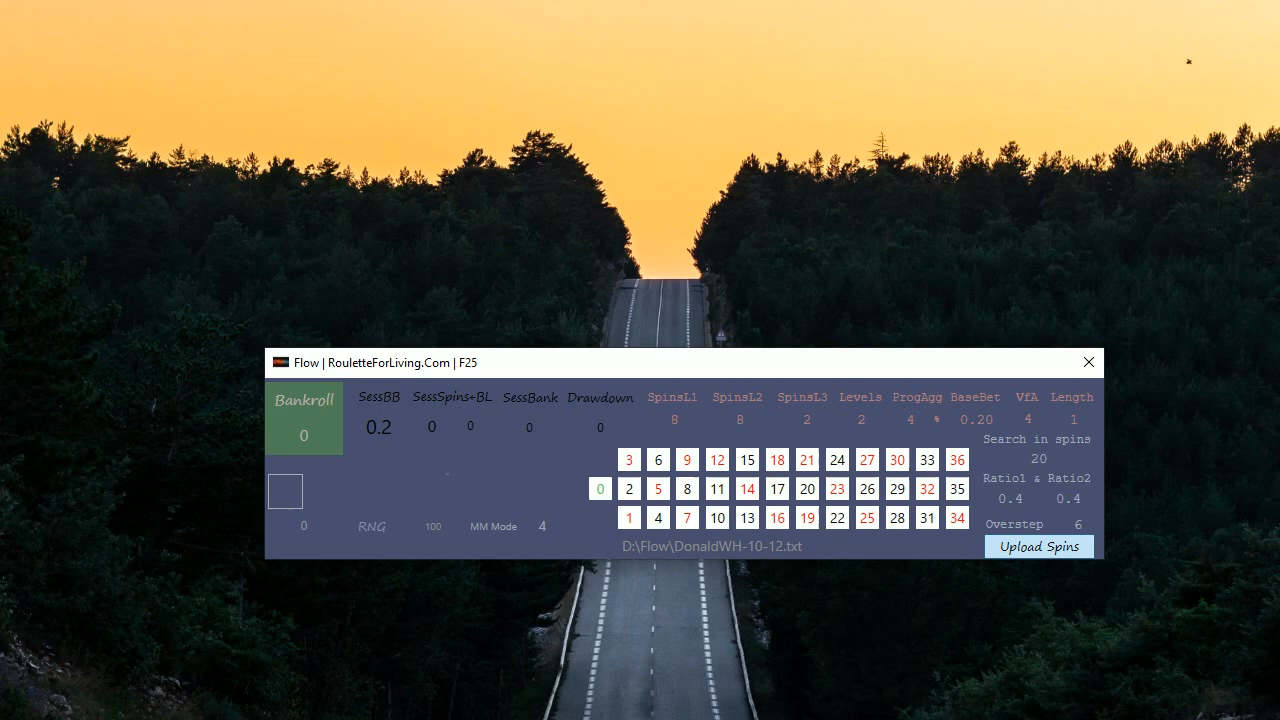 Flow | RouletteForLiving.Com | F25
Bankroll SessBB SessSpins+BL SessBank Drawdown SpinsL1 SpinsL2 SpinsL3 Levels ProgAgg BaseBet VfA Length
0 0.2 0 0 0 0 8 8 2 2 4 % 0.20 4 1
Search in spins
20
3 6 9 12 15 18 21 24 27 30 33 36
Ratio1 & Ratio2
0 2 5 8 11 14 17 20 23 26 29 32 35
0.4 0.4
1 4 7 10 13 16 19 22 25 28 31 34
0 RNG 100 MM Mode 4
Overstep 6
D:\Flow\DonaldWH-10-12.txt
Upload Spins